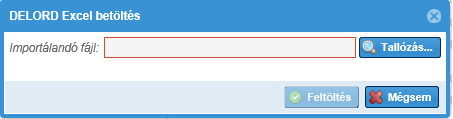 DELORD Excel betöltés
Importálandó fájl: Tallózás...
Feltöltés Mégsem